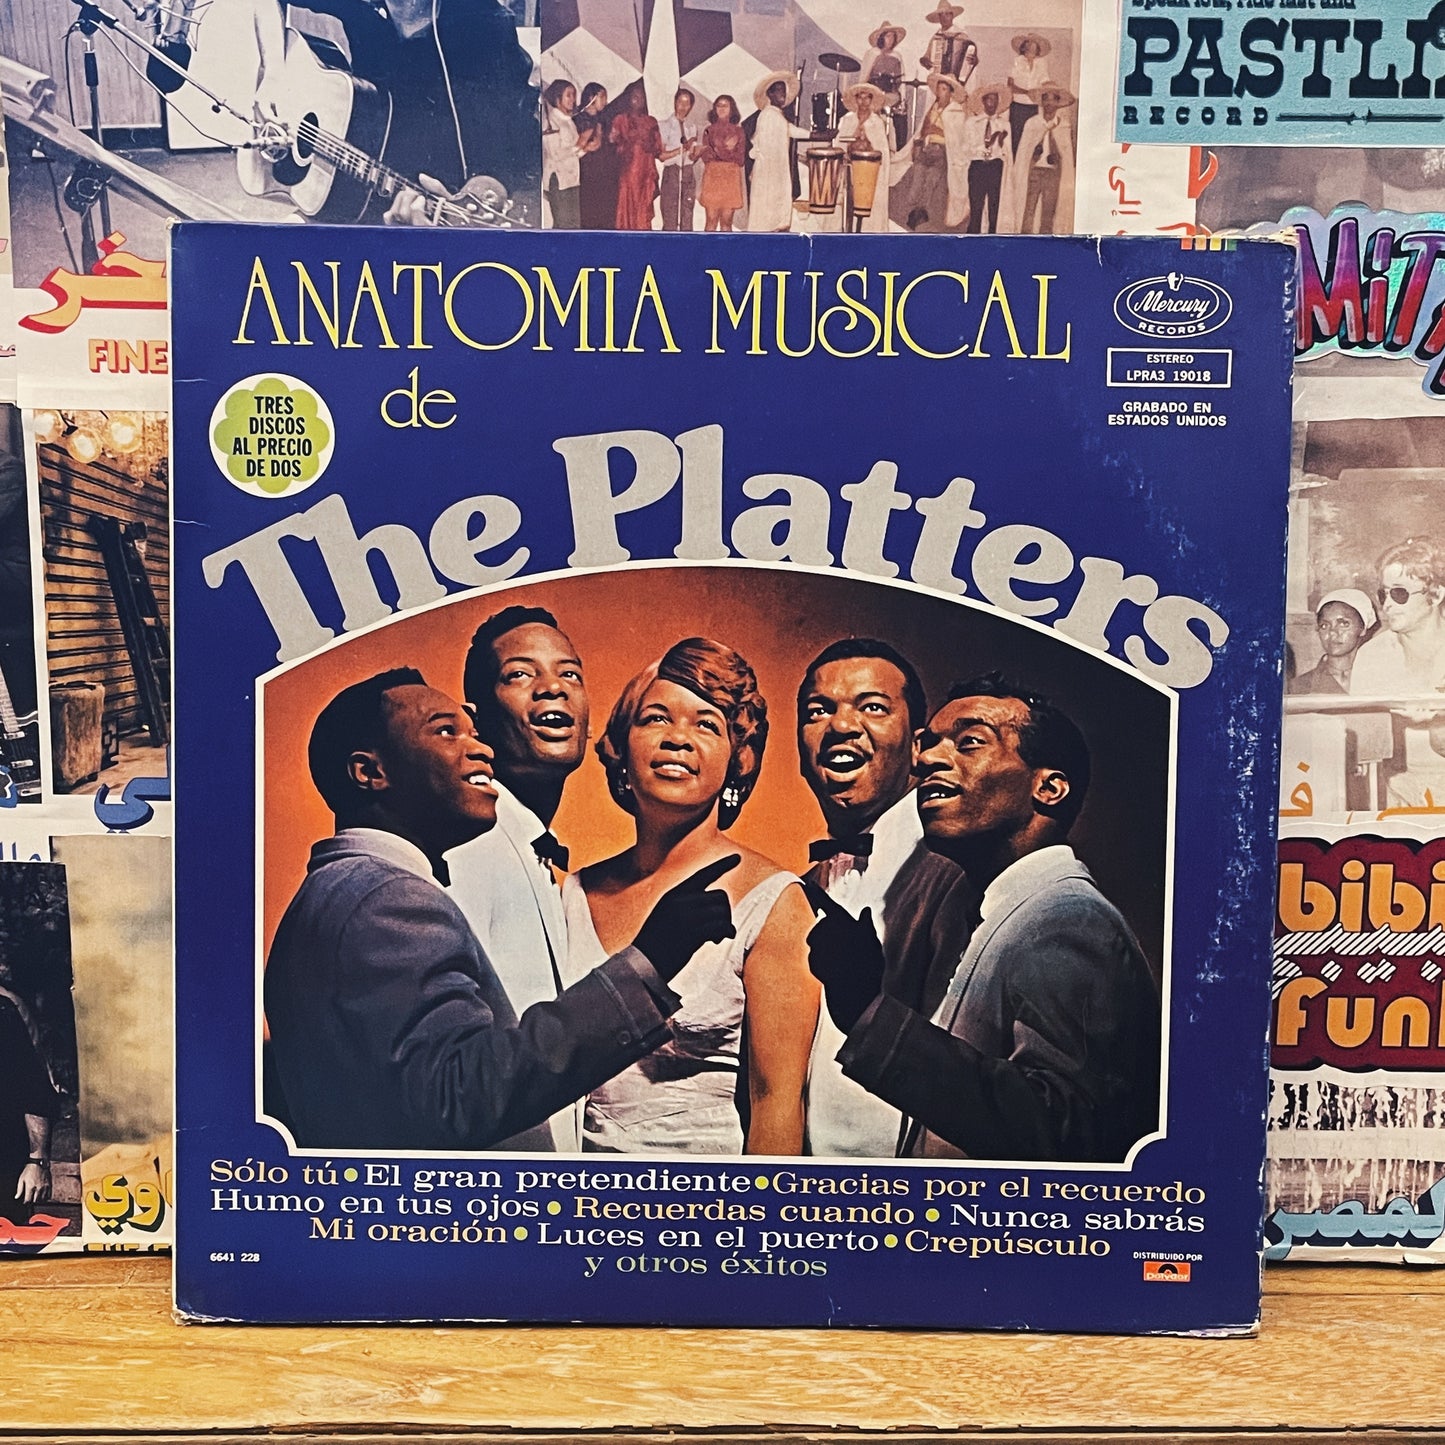 PASTLI
RECORD
ANATOMIA MUSICAL
de
The Platters
Mercury
RECORDS
ESTEREO
LPRA3 19018
GRABADO EN
ESTADOS UNIDOS
TRES
DISCOS
AL PRECIO
DE DOS
Sólo tú • El gran pretendiente • Gracias por el recuerdo
Humo en tus ojos • Recuerdas cuando • Nunca sabrás
Mi oración • Luces en el puerto • Crepúsculo
y otros éxitos
6641 228
DISTRIBUIDO POR
Polydor
FINE
MiT
bibi
funk